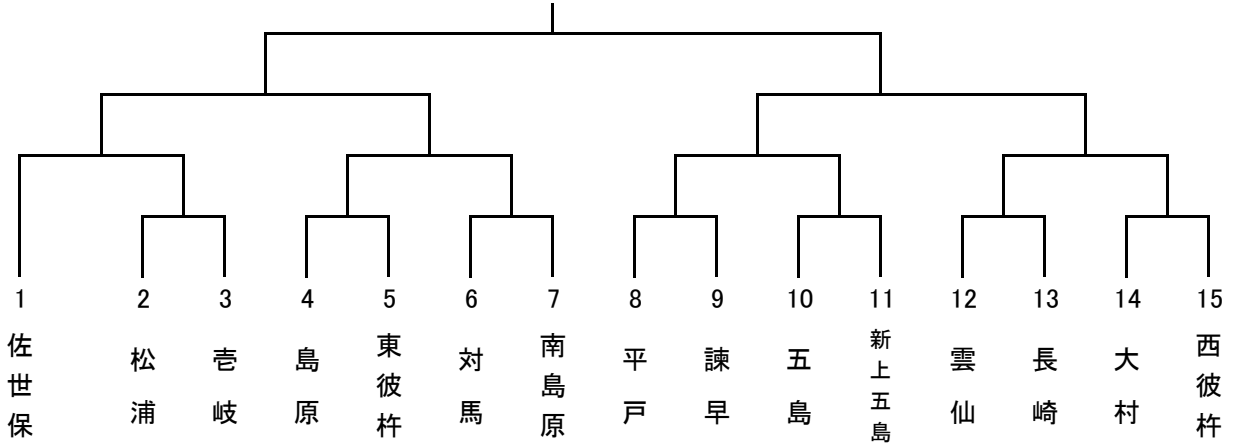 1 2 3 4 5 6 7 8 9 10 11 12 13 14 15
佐世保
松浦
壱岐
島原
東彼杵
対馬
南島原
平戸
諫早
五島
新上五島
雲仙
長崎
大村
西彼杵